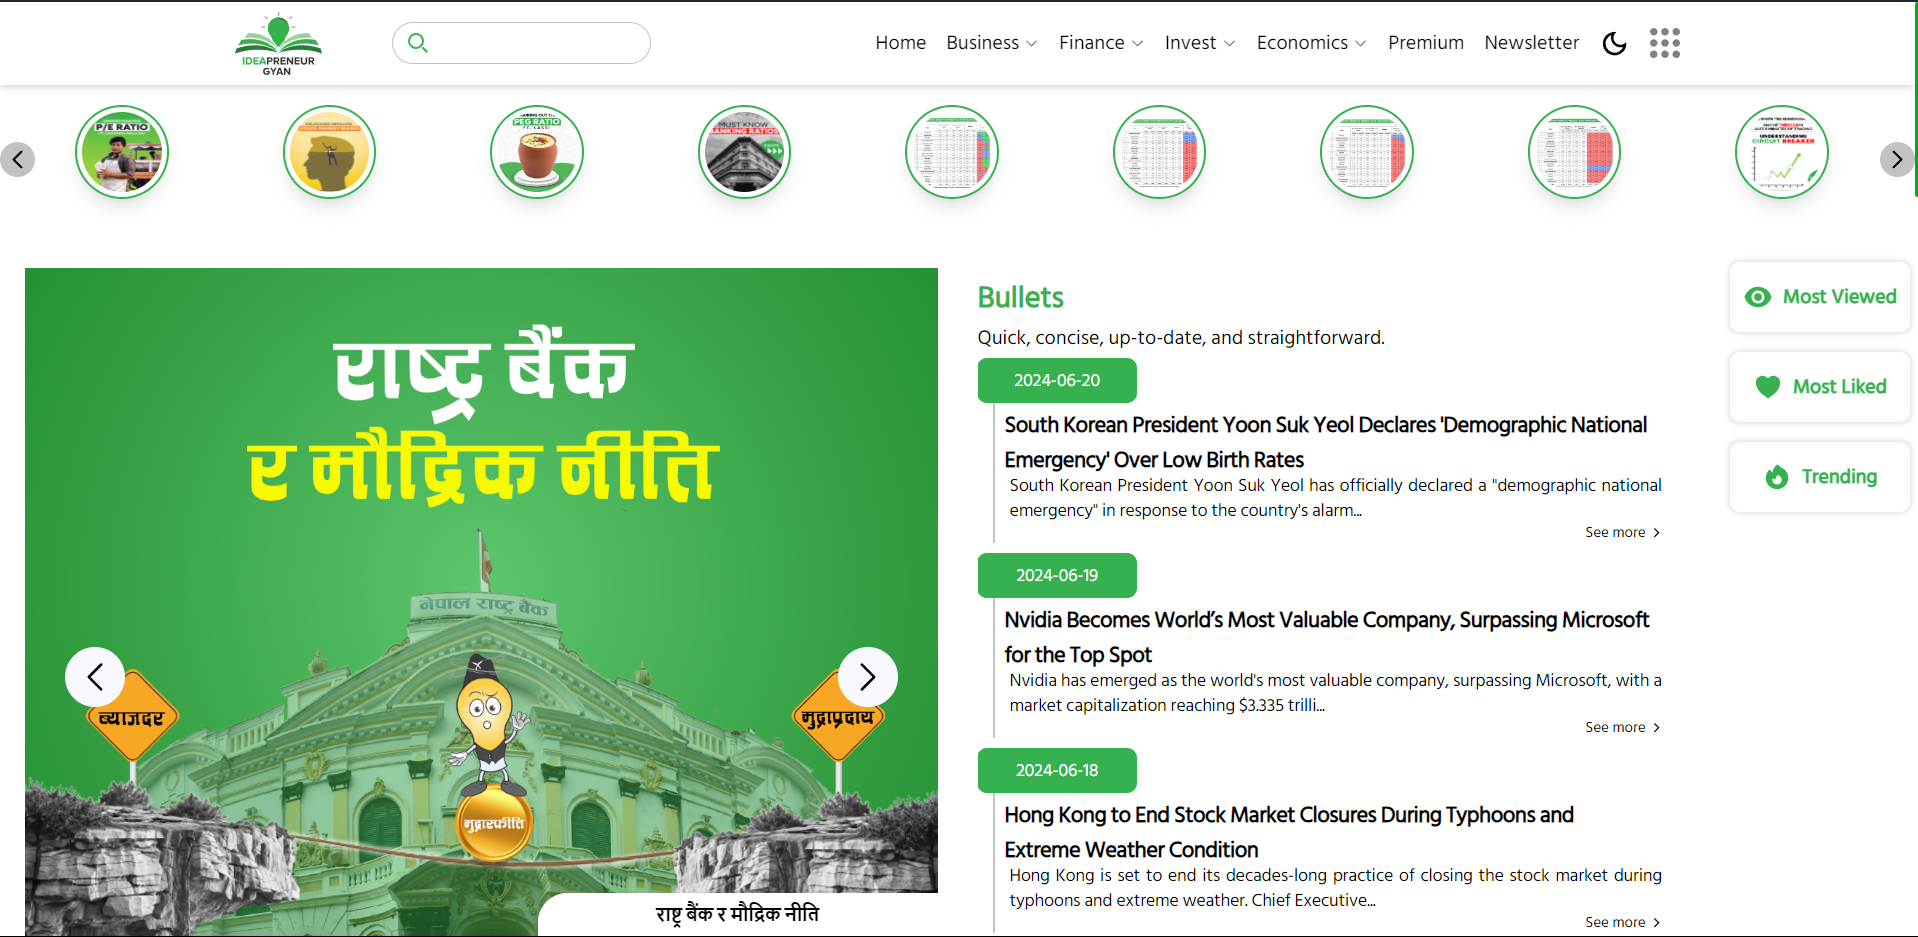 IDEAPRENEUR
GYAN
Home Business Finance Invest Economics Premium Newsletter
P/E RATIO
STOCK MARKET BIASES
PEG RATIO
FT. LASSI
MUST KNOW
BANKING RATIOS
UNDERSTANDING
CIRCUIT BREAKER
राष्ट्र बैंक
र मौद्रिक नीति
नेपाल राष्ट्र बैंक
ब्याजदर
मुद्राप्रदाय
मुद्रास्फीति
राष्ट्र बैंक र मौद्रिक नीति
Bullets
Quick, concise, up-to-date, and straightforward.
2024-06-20
South Korean President Yoon Suk Yeol Declares 'Demographic National
Emergency' Over Low Birth Rates
South Korean President Yoon Suk Yeol has officially declared a "demographic national
emergency" in response to the country's alarm...
See more
2024-06-19
Nvidia Becomes World’s Most Valuable Company, Surpassing Microsoft
for the Top Spot
Nvidia has emerged as the world's most valuable company, surpassing Microsoft, with a
market capitalization reaching $3.335 trilli...
See more
2024-06-18
Hong Kong to End Stock Market Closures During Typhoons and
Extreme Weather Condition
Hong Kong is set to end its decades-long practice of closing the stock market during
typhoons and extreme weather. Chief Executive...
See more
Most Viewed
Most Liked
Trending